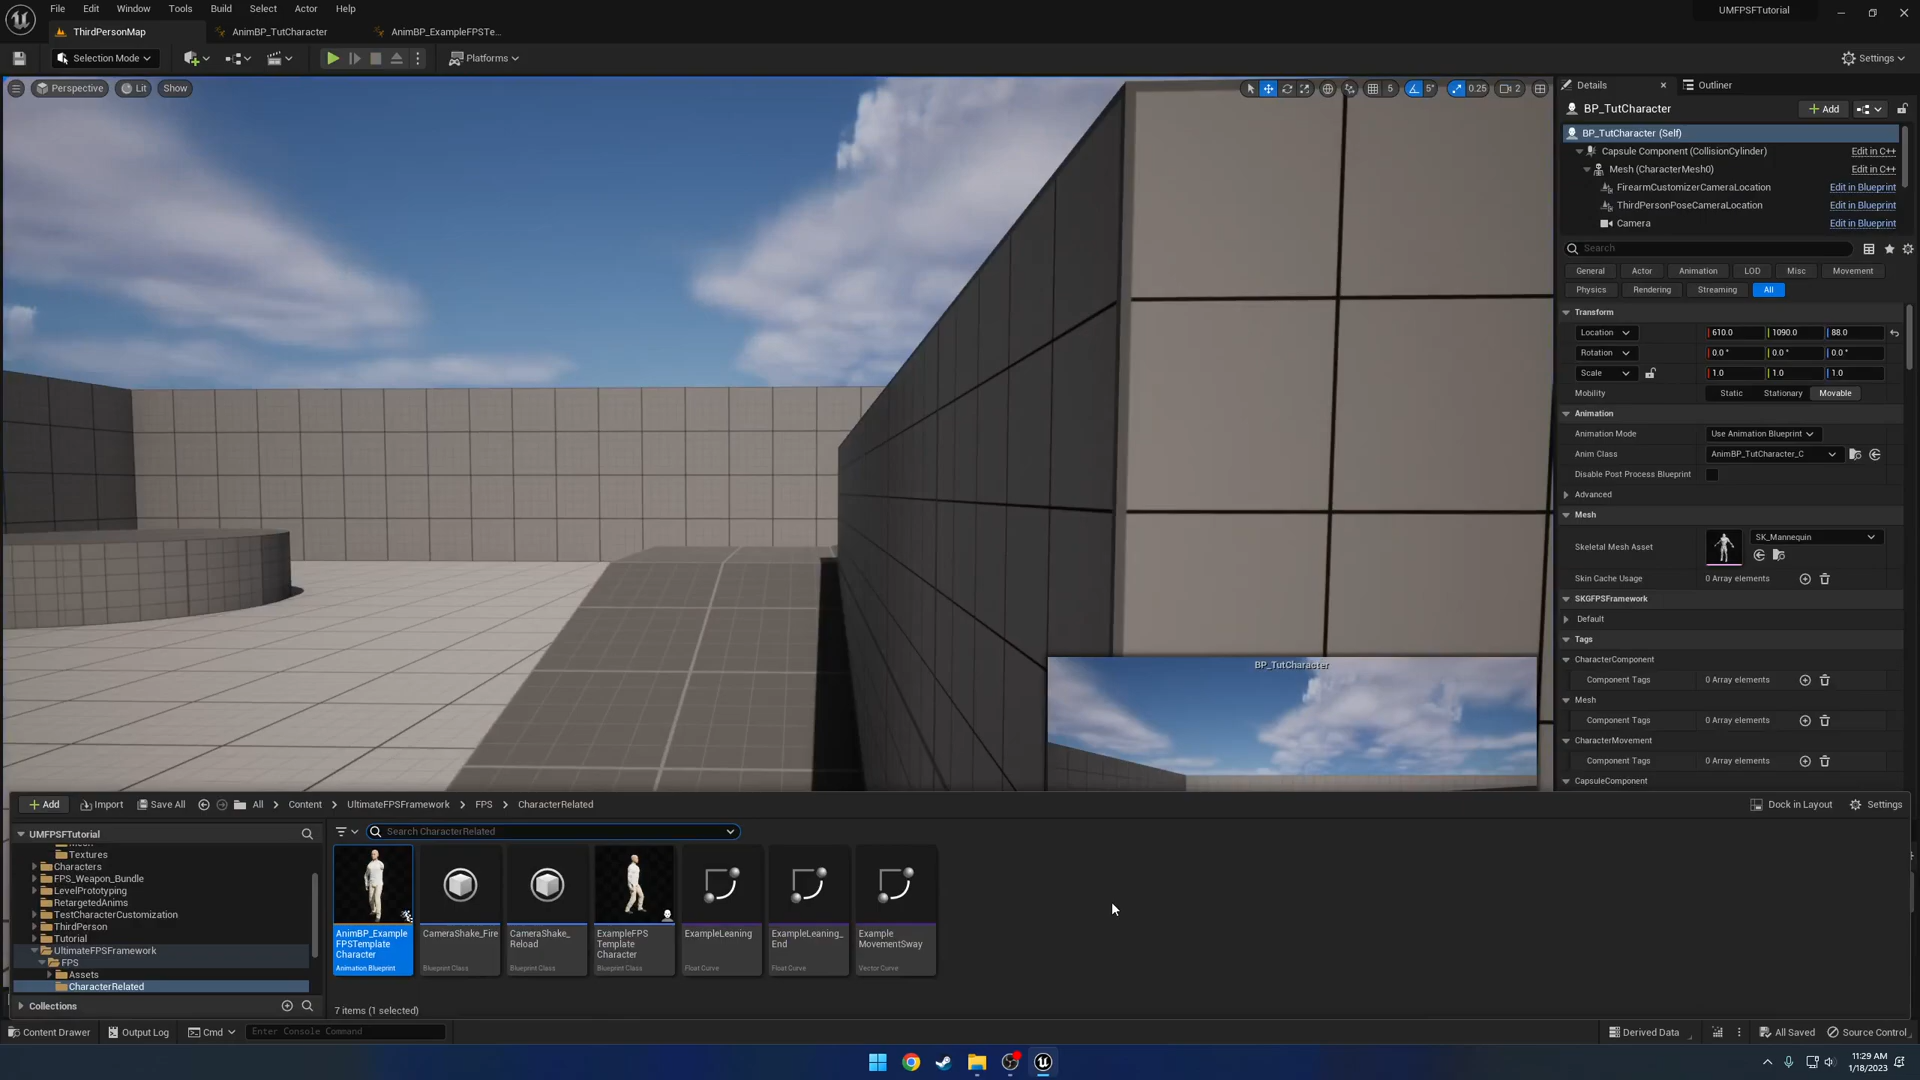 File Edit Window Tools Build Select Actor Help
UMFPSFTutorial
ThirdPersonMap AnimBP_TutCharacter AnimBP_ExampleFPSTe...
Selection Mode Platforms Settings
Perspective Lit Show 5 5° 0.25 2
Details Outliner
BP_TutCharacter Add
BP_TutCharacter (Self)
Capsule Component (CollisionCylinder) Edit in C++
Mesh (CharacterMesh0) Edit in C++
FirearmCustomizerCameraLocation Edit in Blueprint
ThirdPersonPoseCameraLocation Edit in Blueprint
Camera Edit in Blueprint
Search
General Actor Animation LOD Misc Movement
Physics Rendering Streaming All
Transform
Location 610.0 1090.0 88.0
Rotation 0.0 ° 0.0 ° 0.0 °
Scale 1.0 1.0 1.0
Mobility Static Stationary Movable
Animation
Animation Mode Use Animation Blueprint
Anim Class AnimBP_TutCharacter_C
Disable Post Process Blueprint
Advanced
Mesh
Skeletal Mesh Asset SK_Mannequin
Skin Cache Usage 0 Array elements
SKGFPSFramework
Default
Tags
CharacterComponent
Component Tags 0 Array elements
Mesh
Component Tags 0 Array elements
CharacterMovement
Component Tags 0 Array elements
CapsuleComponent
BP_TutCharacter
Add Import Save All All Content UltimateFPSFramework FPS CharacterRelated Dock in Layout Settings
UMFPSFTutorial
Search CharacterRelated
Textures
Characters
FPS_Weapon_Bundle
LevelPrototyping
RetargetedAnims
TestCharacterCustomization
ThirdPerson
Tutorial
UltimateFPSFramework
FPS
Assets
CharacterRelated
Collections
AnimBP_Example
FPSTemplate
Character
Animation Blueprint
CameraShake_Fire
Blueprint Class
CameraShake_
Reload
Blueprint Class
ExampleFPS
Template
Character
Blueprint Class
ExampleLeaning
Float Curve
ExampleLeaning_
End
Float Curve
Example
MovementSway
Vector Curve
7 items (1 selected)
Content Drawer Output Log Cmd Enter Console Command Derived Data All Saved Source Control
11:29 AM
1/18/2023